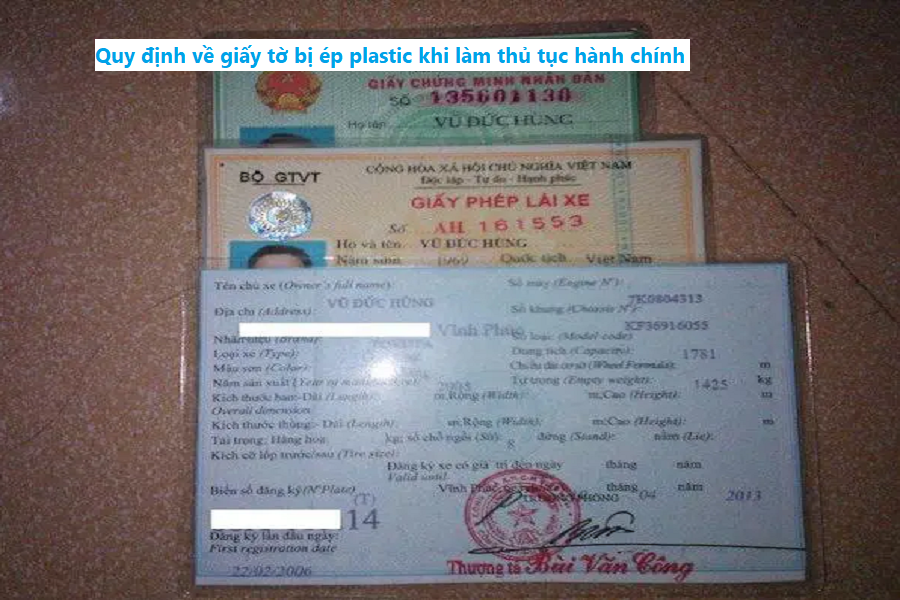 Quy định về giấy tờ bị ép plastic khi làm thủ tục hành chính
GIẤY CHỨNG MINH NHÂN DÂN
SỐ 135601130
Họ tên VŨ ĐỨC HÙNG
CỘNG HÒA XÃ HỘI CHỦ NGHĨA VIỆT NAM
BỘ GTVT
Độc lập - Tự do - Hạnh phúc
GIẤY PHÉP LÁI XE
Số AH 161553
Họ và tên VŨ ĐỨC HÙNG
Năm sinh 1969 Quốc tịch Việt Nam
Tên chủ xe (Owner's full name): Số máy (Engine N°):
VŨ ĐỨC HÙNG 7K0804313
Địa chỉ (Address): Số khung (Chassis N°):
Vĩnh Phúc KF36916055
Nhãn hiệu (Brand): Số loại: (Model code)
TOYOTA
Loại xe (Type): Dung tích (Capacity): 1781
Màu sơn (Color): Chiều dài cơ sở (Wheel Formula): m
Năm sản xuất (Year of manufacture): 2005 Tự trọng (Empty weight): 1425 kg
Kích thước bao: Dài (Length): m;Rộng (Width): m;Cao (Height): m
Overall dimension
Kích thước thùng:- Dài (Length): m;Rộng (Width): m;Cao (Height): m
Tải trọng: Hàng hóa: kg; số chỗ ngồi (Sit): 8 đứng (Stand): nằm (Lie):
Kích cỡ lốp trước/sau (Tire size):
Đăng ký xe có giá trị đến ngày tháng năm
Valid until
Biển số đăng ký (N°Plate) Vĩnh Phúc, ngày tháng 04 năm 2013
(T)
14
Đăng ký lần đầu ngày:
First registration date
22/02/2006
Thượng tá Bùi Văn Công